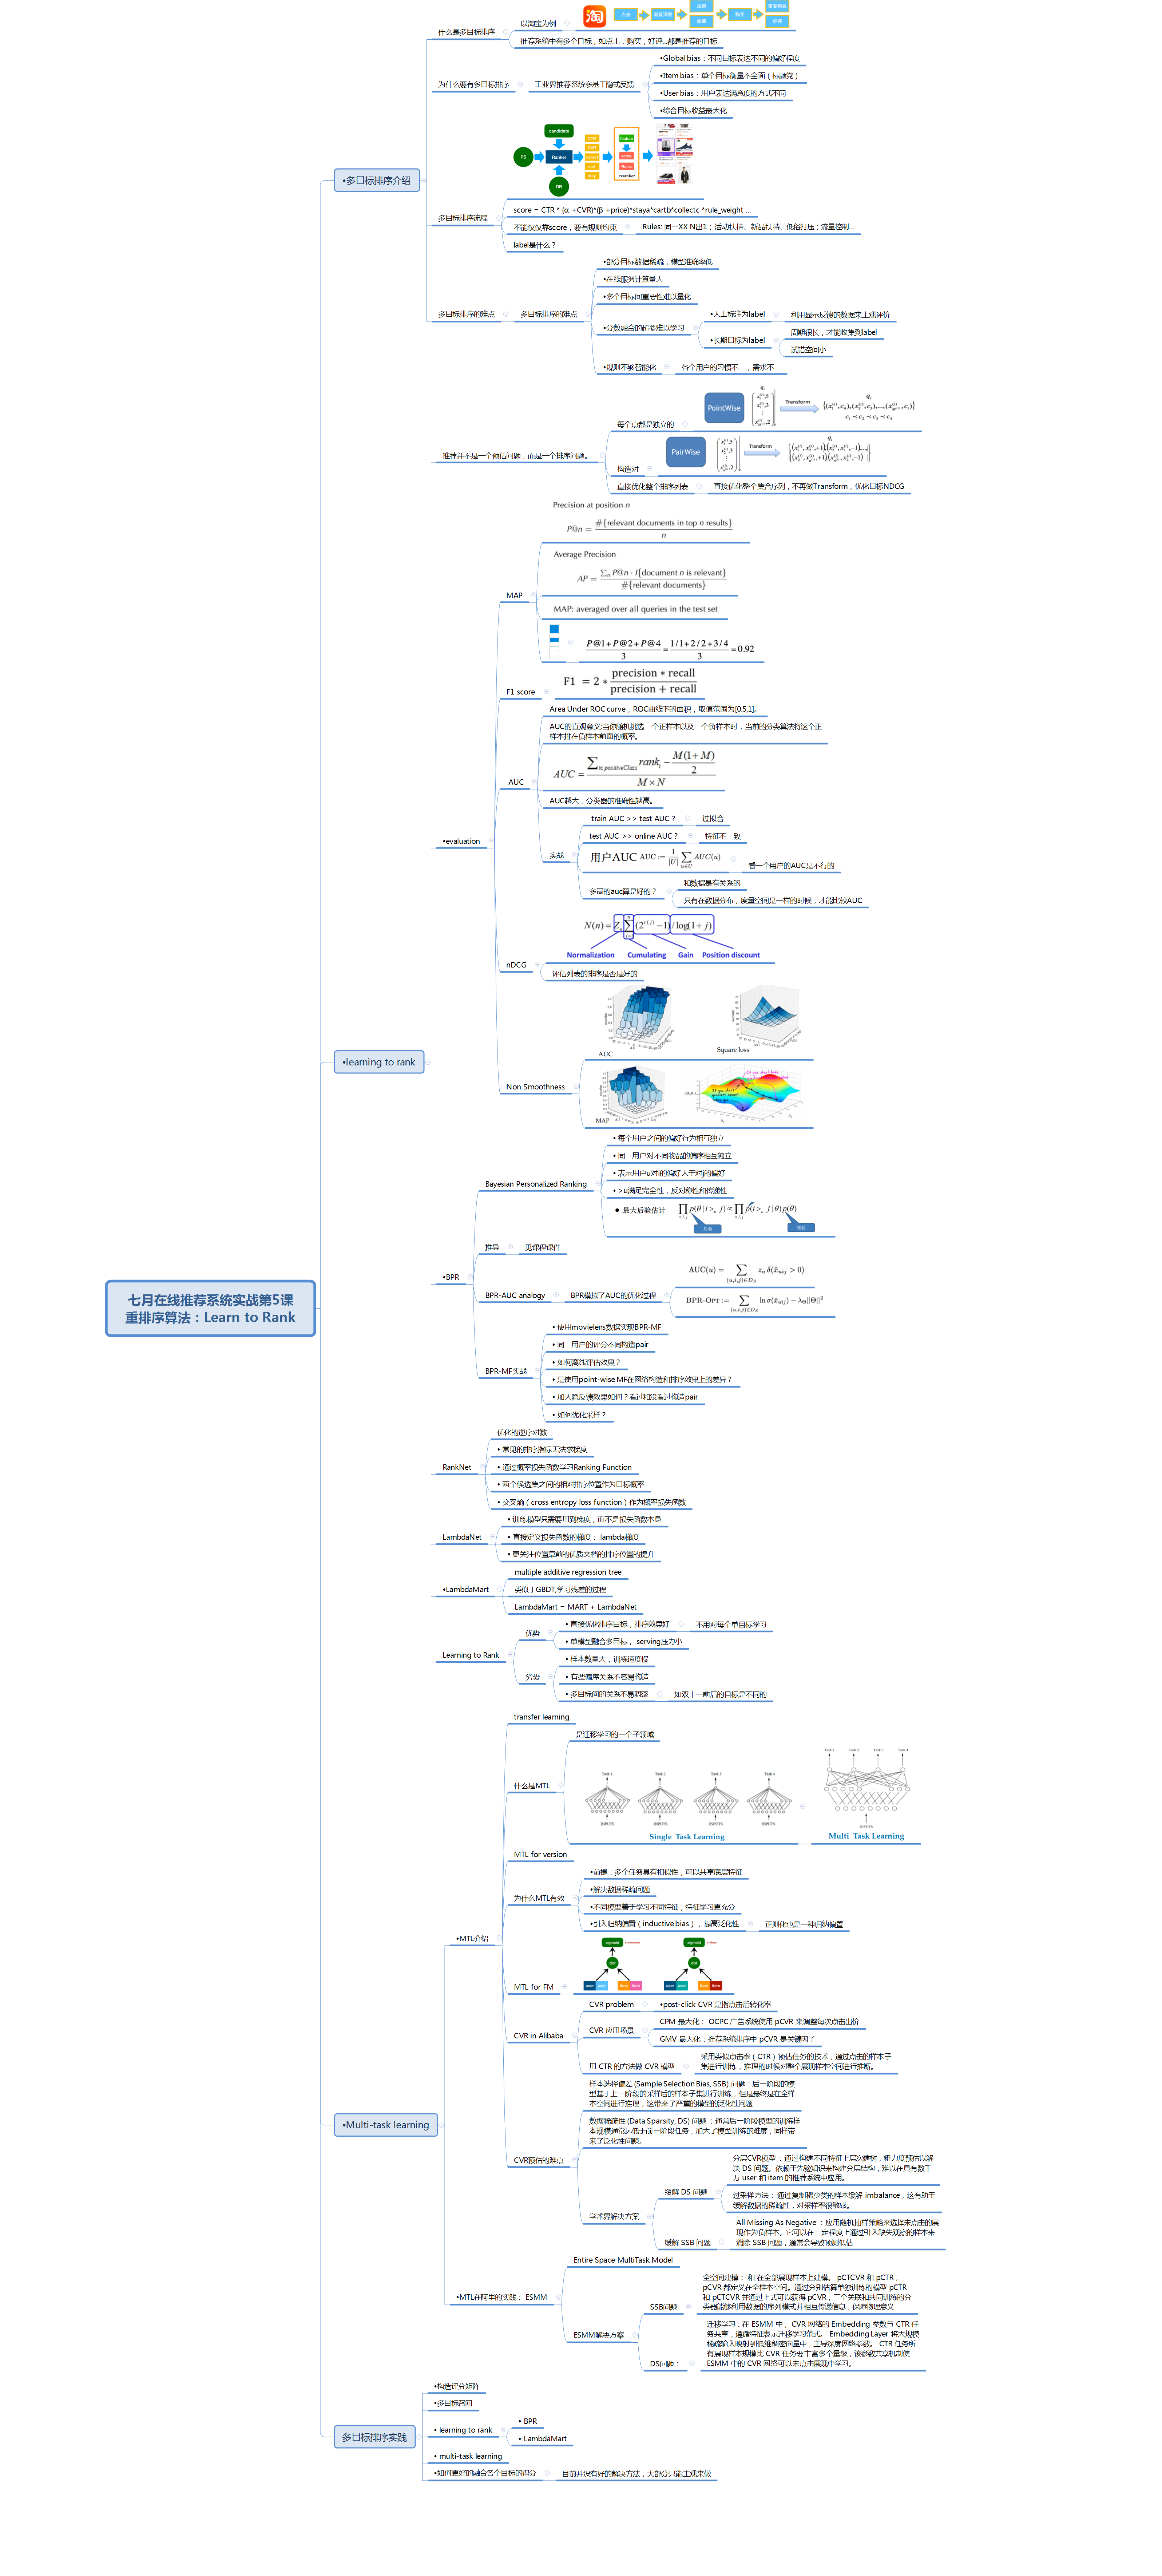 七月在线推荐系统实战第5课
重排序算法：Learn to Rank
•多目标排序介绍
什么是多目标排序
以淘宝为例
淘
点击
浏览深度
加购
收藏
购买
重复购买
好评
推荐系统中有多个目标，如点击，购买，好评...都是推荐的目标
为什么要有多目标排序
工业界推荐系统多基于隐式反馈
•Global bias：不同目标表达不同的偏好程度
•Item bias：单个目标衡量不全面（标题党）
•User bias：用户表达满意度的方式不同
•综合目标收益最大化
多目标排序流程
candidate
PS
Ranker
DB
CTR
CVR
reranker
score = CTR * (α +CVR)*(β +price)*staya*cartb*collectc *rule_weight ...
不能仅仅靠score，要有规则约束
Rules: 同一XX N出1；活动扶持、新品扶持、低俗打压；流量控制...
label是什么？
多目标排序的难点
多目标排序的难点
•部分目标数据稀疏，模型准确率低
•在线服务计算量大
•多个目标间重要性难以量化
•分数融合的超参难以学习
•人工标注为label
利用显示反馈的数据来主观评价
•长期目标为label
周期很长，才能收集到label
试错空间小
•规则不够智能化
各个用户的习惯不一，需求不一
•learning to rank
推荐并不是一个预估问题，而是一个排序问题。
每个点都是独立的
PointWise
Transform
构造对
PairWise
Transform
直接优化整个排序列表
直接优化整个集合序列，不再做Transform，优化目标NDCG
•evaluation
MAP
Precision at position n
P@n = #{relevant documents in top n results} / n
Average Precision
AP = Σn P@n · I{document n is relevant} / #{relevant documents}
MAP: averaged over all queries in the test set
(P@1+P@2+P@4)/3 = (1/1+2/2+3/4)/3 = 0.92
F1 score
F1 = 2 * (precision * recall)/(precision + recall)
AUC
Area Under ROC curve，ROC曲线下的面积，取值范围为[0.5,1]。
AUC的直观意义:当你随机挑选一个正样本以及一个负样本时，当前的分类算法将这个正
样本排在负样本前面的概率。
AUC = (Σ in positiveClass rank_i − M(1+M)/2) / (M×N)
AUC越大，分类器的准确性越高。
实战
train AUC >> test AUC？
过拟合
test AUC >> online AUC？
特征不一致
用户AUC AUC := 1/|U| Σ u∈U AUC(u)
看一个用户的AUC是不行的
多高的auc算是好的？
和数据是有关系的
只有在数据分布，度量空间是一样的时候，才能比较AUC
nDCG
N(n) = Z_n Σ (2^r(j) −1)/log(1+j)
Normalization Cumulating Gain Position discount
评估列表的排序是否是好的
Non Smoothness
AUC
Square loss
MAP
•BPR
Bayesian Personalized Ranking
• 每个用户之间的偏好行为相互独立
• 同一用户对不同物品的偏序相互独立
• 表示用户u对i的偏好大于对j的偏好
• >u满足完全性，反对称性和传递性
● 最大后验估计 ∏ u,i,j p(θ | i >u j) ∝ ∏ u,i,j p(i >u j | θ)p(θ)
推导
见课程课件
BPR-AUC analogy
BPR模拟了AUC的优化过程
AUC(u) = Σ (u,i,j)∈D_S z_u δ(x̂_uij > 0)
BPR-OPT := Σ (u,i,j)∈D_S ln σ(x̂_uij) − λ_Θ||Θ||²
BPR-MF实战
• 使用movielens数据实现BPR-MF
• 同一用户的评分不同构造pair
• 如何离线评估效果？
• 是使用point-wise MF在网络构造和排序效果上的差异？
• 加入隐反馈效果如何？看过和没看过构造pair
• 如何优化采样？
RankNet
优化的逆序对数
• 常见的排序指标无法求梯度
• 通过概率损失函数学习Ranking Function
• 两个候选集之间的相对排序位置作为目标概率
• 交叉熵（cross entropy loss function）作为概率损失函数
LambdaNet
• 训练模型只需要用到梯度，而不是损失函数本身
• 直接定义损失函数的梯度： lambda梯度
• 更关注位置靠前的优质文档的排序位置的提升
•LambdaMart
multiple additive regression tree
类似于GBDT,学习残差的过程
LambdaMart = MART + LambdaNet
Learning to Rank
优势
• 直接优化排序目标，排序效果好
不用对每个单目标学习
• 单模型融合多目标， serving压力小
劣势
• 样本数量大，训练速度慢
• 有些偏序关系不容易构造
• 多目标间的关系不易调整
如双十一前后的目标是不同的
•Multi-task learning
•MTL介绍
transfer learning
什么是MTL
是迁移学习的一个子领域
Task 1
Task 2
Task 3
Task 4
INPUTS
INPUTS
INPUTS
INPUTS
Single Task Learning
Task 1
Task 2
Task 3
Task 4
INPUTS
Multi Task Learning
MTL for version
为什么MTL有效
•前提：多个任务具有相似性，可以共享底层特征
•解决数据稀疏问题
•不同模型善于学习不同特征，特征学习更充分
•引入归纳偏置（inductive bias），提高泛化性
正则化也是一种归纳偏置
MTL for FM
sigmoid
dot
user
user
item
item
sigmoid
dot
user
user
item
item
CVR in Alibaba
CVR problem
•post-click CVR 是指点击后转化率
CVR 应用场景
CPM 最大化： OCPC 广告系统使用 pCVR 来调整每次点击出价
GMV 最大化：推荐系统排序中 pCVR 是关键因子
用 CTR 的方法做 CVR 模型
采用类似点击率（CTR）预估任务的技术，通过点击的样本子
集进行训练，推理的时候对整个展现样本空间进行推断。
CVR预估的难点
样本选择偏差 (Sample Selection Bias, SSB) 问题：后一阶段的模
型基于上一阶段的采样后的样本子集进行训练，但是最终是在全样
本空间进行推理，这带来了严重的模型的泛化性问题
数据稀疏性 (Data Sparsity, DS) 问题 ：通常后一阶段模型的训练样
本规模通常远低于前一阶段任务，加大了模型训练的难度，同样带
来了泛化性问题。
学术界解决方案
缓解 DS 问题
分层CVR模型 ：通过构建不同特征上层次建树，粗力度预估以解
决 DS 问题。依赖于先验知识来构建分层结构，难以在具有数千
万 user 和 item 的推荐系统中应用。
过采样方法： 通过复制稀少类的样本缓解 imbalance，这有助于
缓解数据的稀疏性，对采样率很敏感。
缓解 SSB 问题
All Missing As Negative ：应用随机抽样策略来选择未点击的展
现作为负样本。它可以在一定程度上通过引入缺失观察的样本来
消除 SSB 问题，通常会导致预测低估
•MTL在阿里的实践： ESMM
Entire Space MultiTask Model
ESMM解决方案
SSB问题
全空间建模： 和 在全部展现样本上建模。 pCTCVR 和 pCTR，
pCVR 都定义在全样本空间。通过分别估算单独训练的模型 pCTR
和 pCTCVR 并通过上式可以获得 pCVR，三个关联和共同训练的分
类器能够利用数据的序列模式并相互传递信息，保障物理意义
DS问题：
迁移学习：在 ESMM 中， CVR 网络的 Embedding 参数与 CTR 任
务共享，遵循特征表示迁移学习范式。 Embedding Layer 将大规模
稀疏输入映射到低维稠密向量中，主导深度网络参数。 CTR 任务所
有展现样本规模比 CVR 任务要丰富多个量级，该参数共享机制使
ESMM 中的 CVR 网络可以未点击展现中学习。
多目标排序实践
•构造评分矩阵
•多目标召回
• learning to rank
• BPR
• LambdaMart
• multi-task learning
•如何更好的融合各个目标的得分
目前并没有好的解决方法，大部分只能主观来做